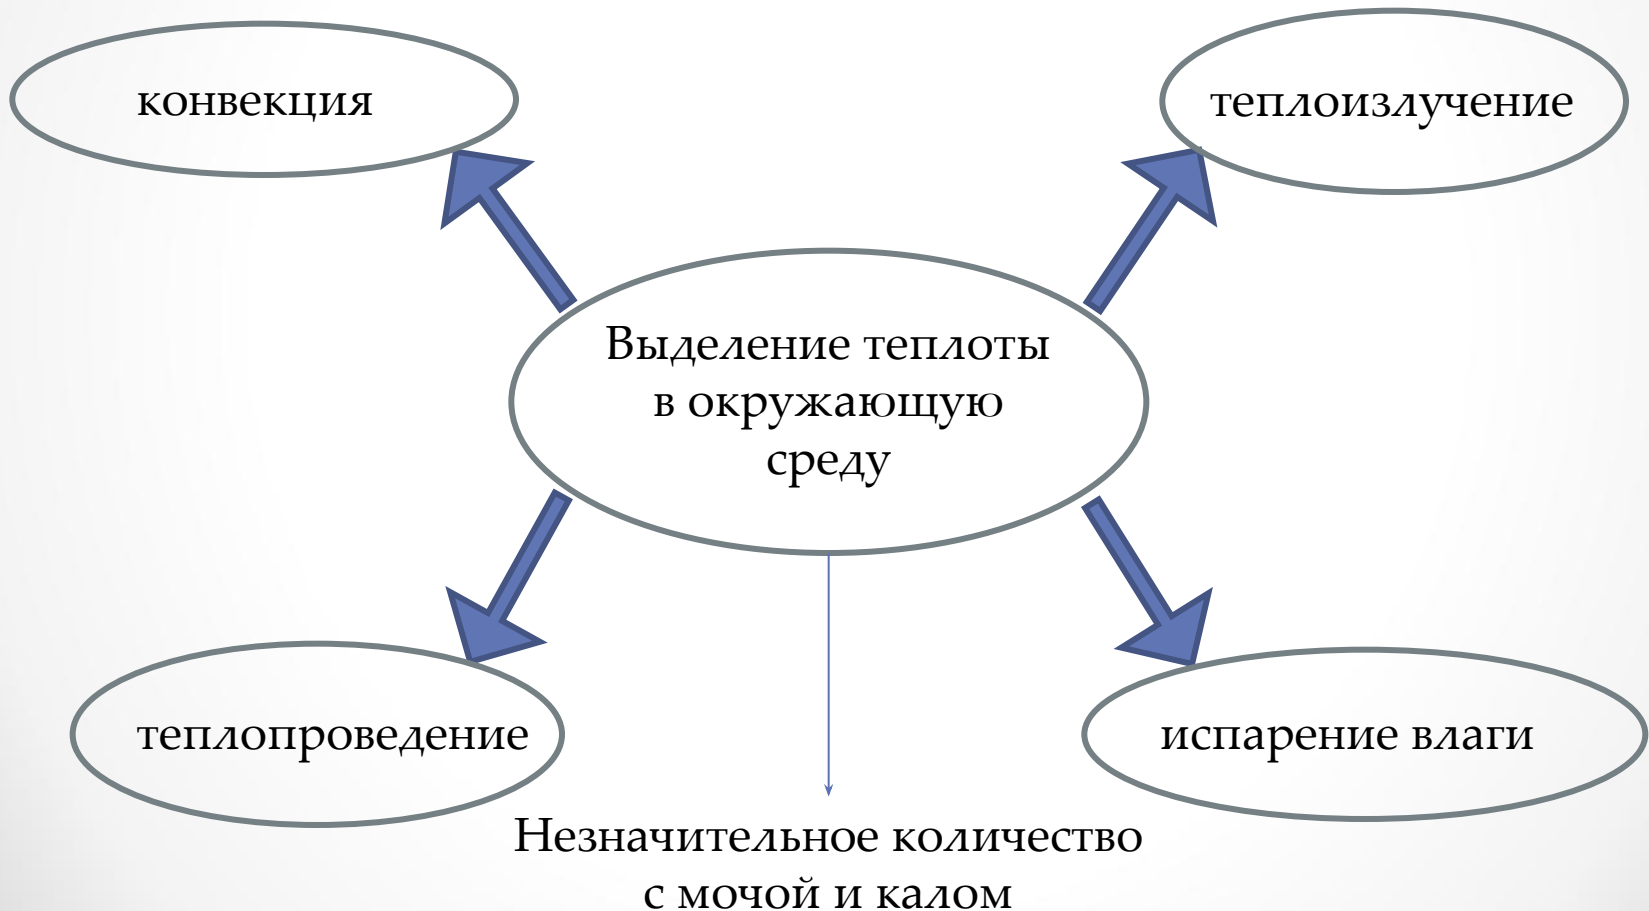 конвекция
теплоизлучение
Выделение теплоты
в окружающую
среду
теплопроведение
испарение влаги
Незначительное количество
с мочой и калом